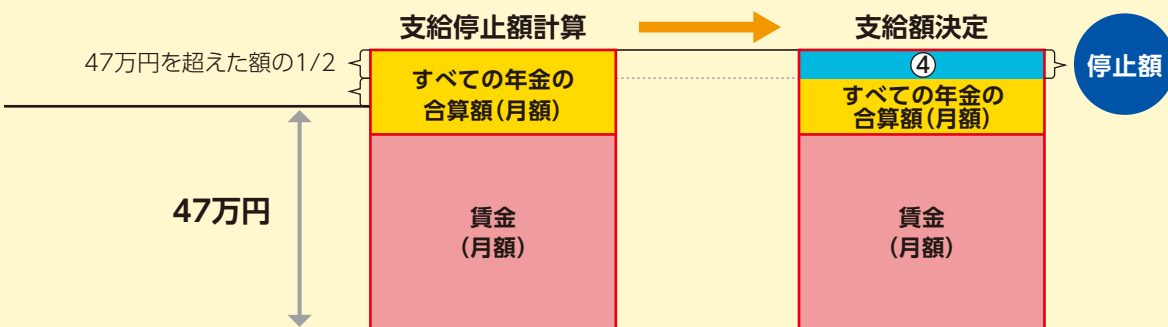 支給停止額計算
支給額決定
47万円を超えた額の1/2
すべての年金の
合算額(月額)
④
すべての年金の
合算額(月額)
停止額
47万円
賃金
(月額)
賃金
(月額)